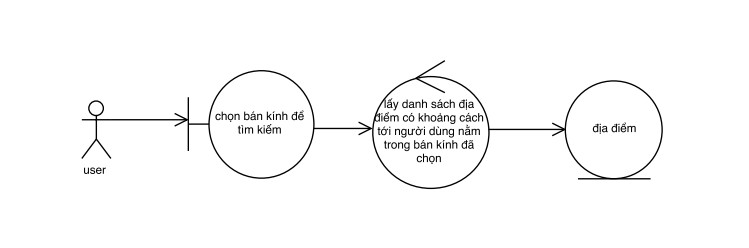 chọn bán kính để
tìm kiếm
lấy danh sách địa
điểm có khoảng cách
tới người dùng nằm
trong bán kính đã
chọn
địa điểm
user